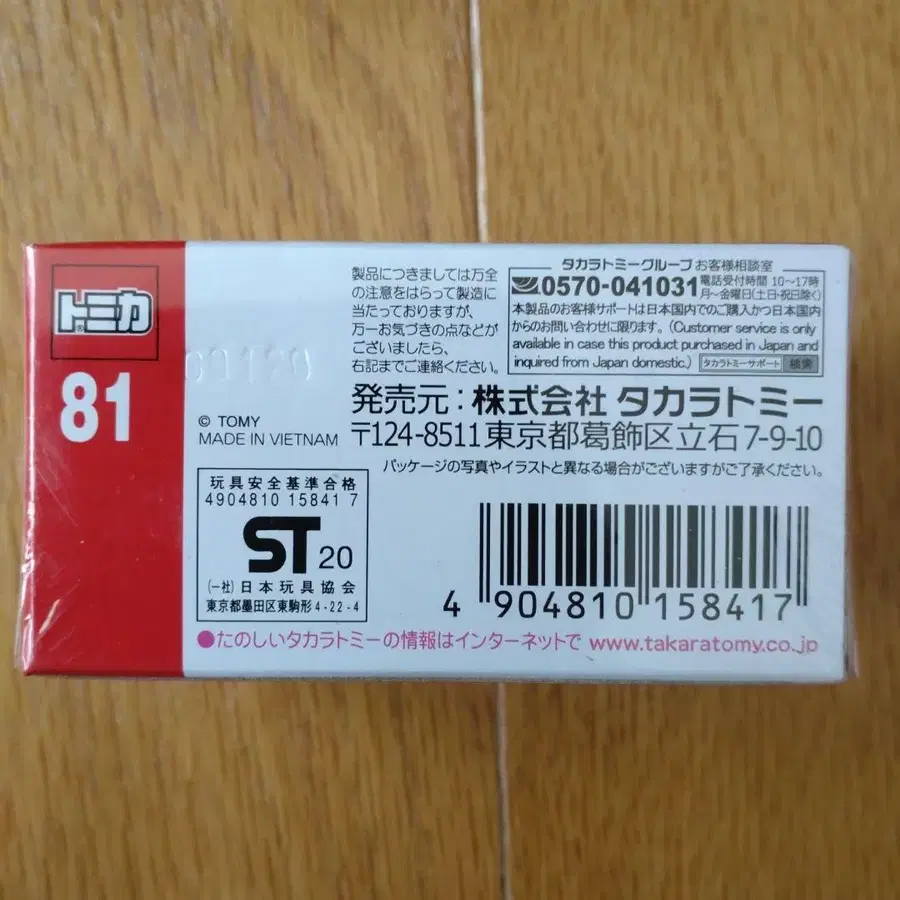 トミカ
81
製品につきましては万全
の注意をはらって製造に
当たっておりますが、
万一お気づきの点などが
ございましたら、
右記までご連絡ください。
タカラトミーグループ お客様相談室
0570-041031 電話受付時間 10〜17時
月〜金曜日(土日・祝日除く)
本製品のお客様サポートは日本国内でのご購入かつ日本国内
からのお問い合わせに限ります。(Customer service is only
available in case this product purchased in Japan and
inquired from Japan domestic.) タカラトミーサポート 検索
© TOMY
MADE IN VIETNAM
発売元:株式会社 タカラトミー
〒124-8511 東京都葛飾区立石 7-9-10
パッケージの写真やイラストと異なる場合がございますがご了承ください。
玩具安全基準合格
4904810 15841 7
ST 20
(一社)日本玩具協会
東京都墨田区東駒形 4-22-4
4 904810 158417
●たのしいタカラトミーの情報はインターネットで www.takaratomy.co.jp